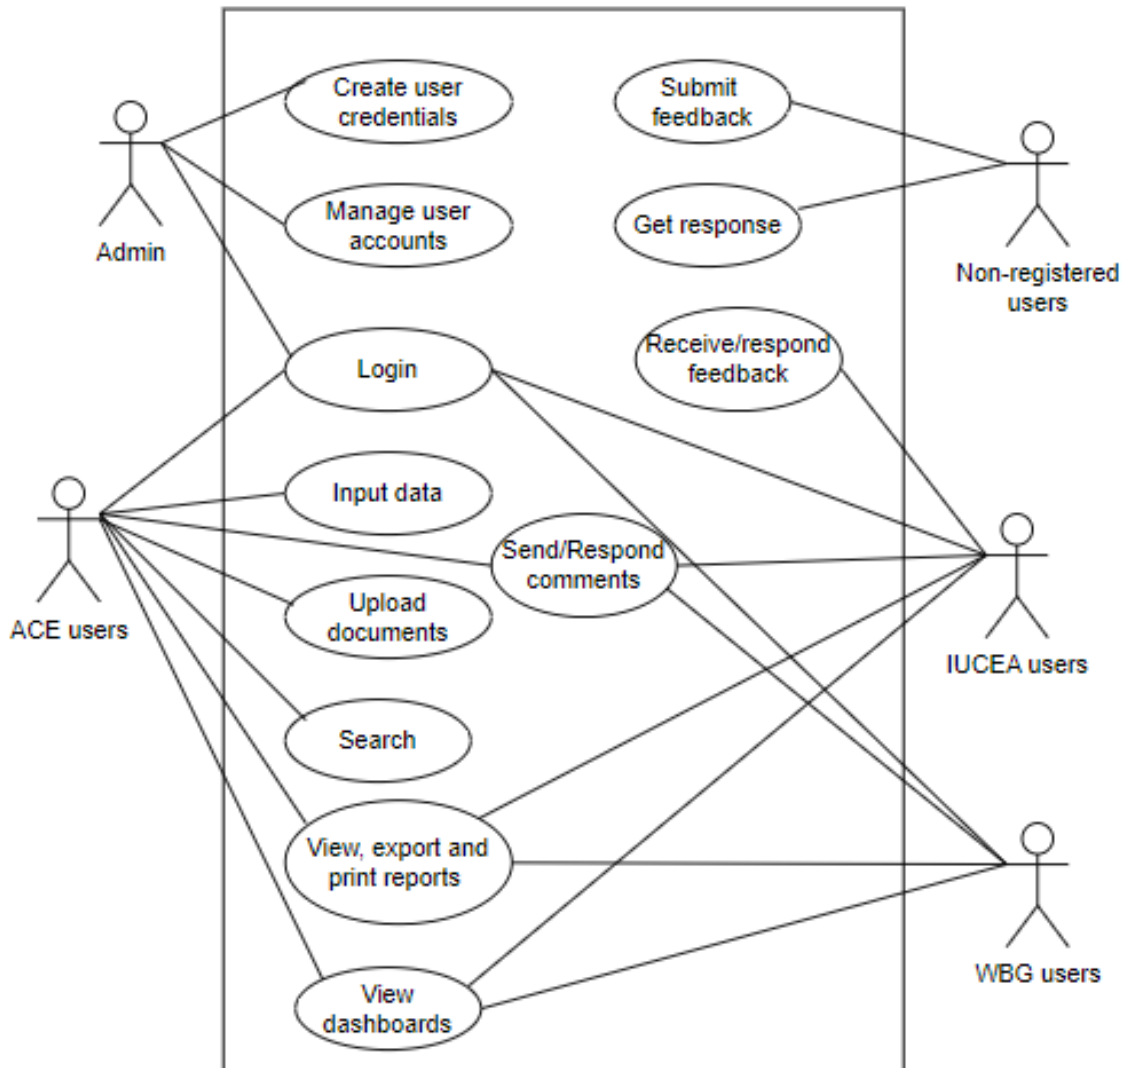 Create user
credentials
Submit
feedback
Admin
Manage user
accounts
Get response
Non-registered
users
Login
Receive/respond
feedback
Input data
Send/Respond
comments
ACE users
Upload
documents
IUCEA users
Search
View, export and
print reports
WBG users
View
dashboards